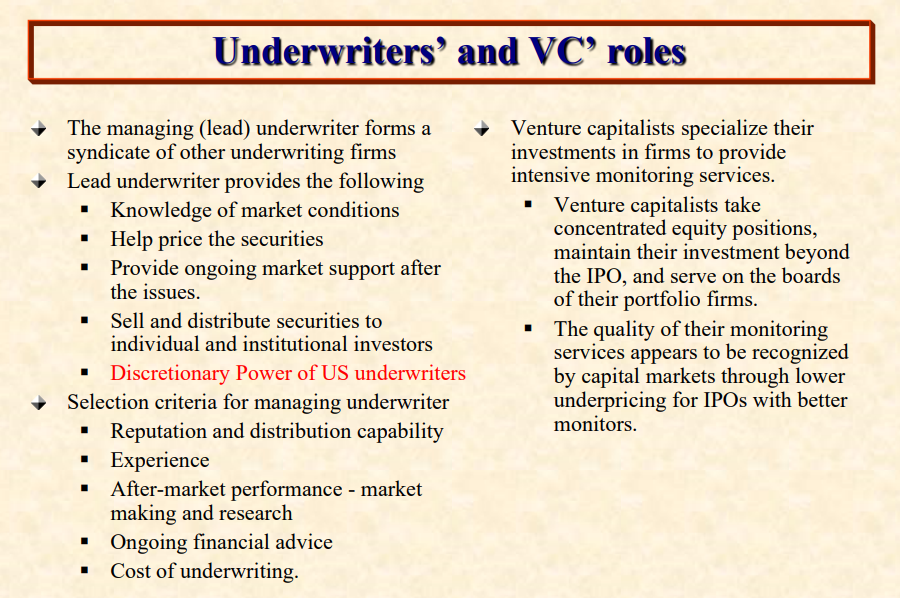 Underwriters’ and VC’ roles
The managing (lead) underwriter forms a
syndicate of other underwriting firms
Lead underwriter provides the following
Knowledge of market conditions
Help price the securities
Provide ongoing market support after
the issues.
Sell and distribute securities to
individual and institutional investors
Discretionary Power of US underwriters
Selection criteria for managing underwriter
Reputation and distribution capability
Experience
After-market performance - market
making and research
Ongoing financial advice
Cost of underwriting.
Venture capitalists specialize their
investments in firms to provide
intensive monitoring services.
Venture capitalists take
concentrated equity positions,
maintain their investment beyond
the IPO, and serve on the boards
of their portfolio firms.
The quality of their monitoring
services appears to be recognized
by capital markets through lower
underpricing for IPOs with better
monitors.